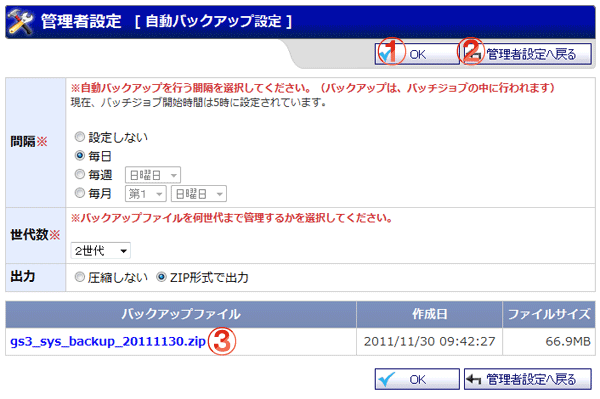 管理者設定 [ 自動バックアップ設定 ]
① OK ② 管理者設定へ戻る
※自動バックアップを行う間隔を選択してください。(バックアップは、バッチジョブの中に行われます)
現在、バッチジョブ開始時間は5時に設定されています。
間隔※
設定しない
毎日
毎週 日曜日
毎月 第1 日曜日
※バックアップファイルを何世代まで管理するかを選択してください。
世代数※
2世代
出力 圧縮しない ZIP形式で出力
バックアップファイル 作成日 ファイルサイズ
gs3_sys_backup_20111130.zip ③ 2011/11/30 09:42:27 66.9MB
OK 管理者設定へ戻る